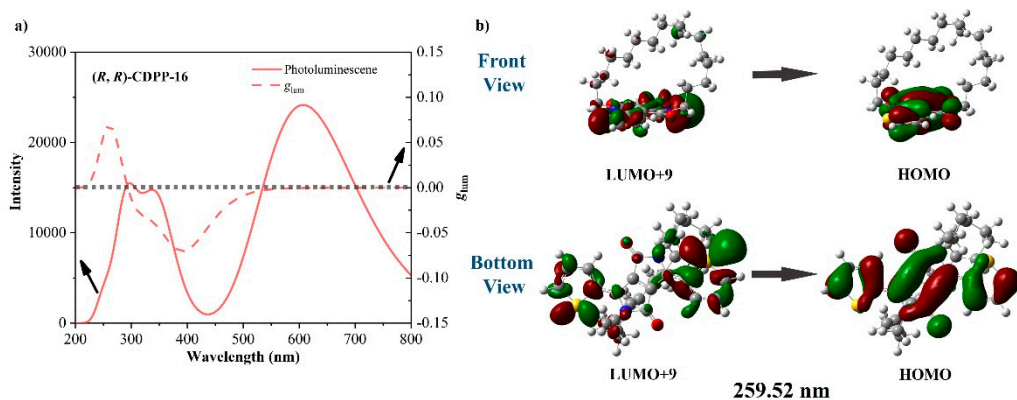 a)
(R, R)-CDPP-16
Photoluminescene
glum
Intensity
30000
20000
10000
0
0.15
0.10
0.05
0.00
-0.05
-0.10
-0.15
glum
200 300 400 500 600 700 800
Wavelength (nm)
b)
Front
View
LUMO+9
HOMO
Bottom
View
LUMO+9
HOMO
259.52 nm